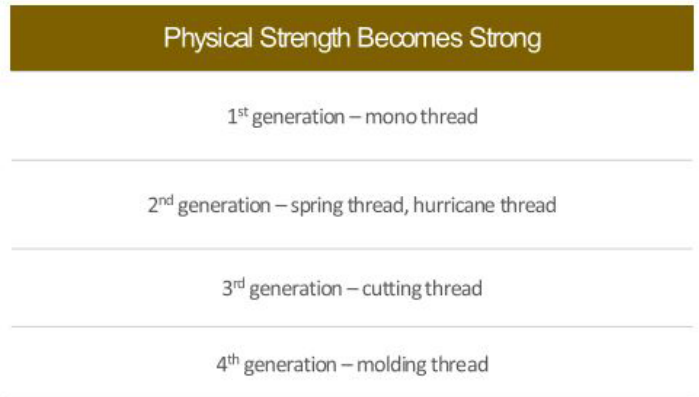 Physical Strength Becomes Strong
1st generation – mono thread
2nd generation – spring thread, hurricane thread
3rd generation – cutting thread
4th generation – molding thread